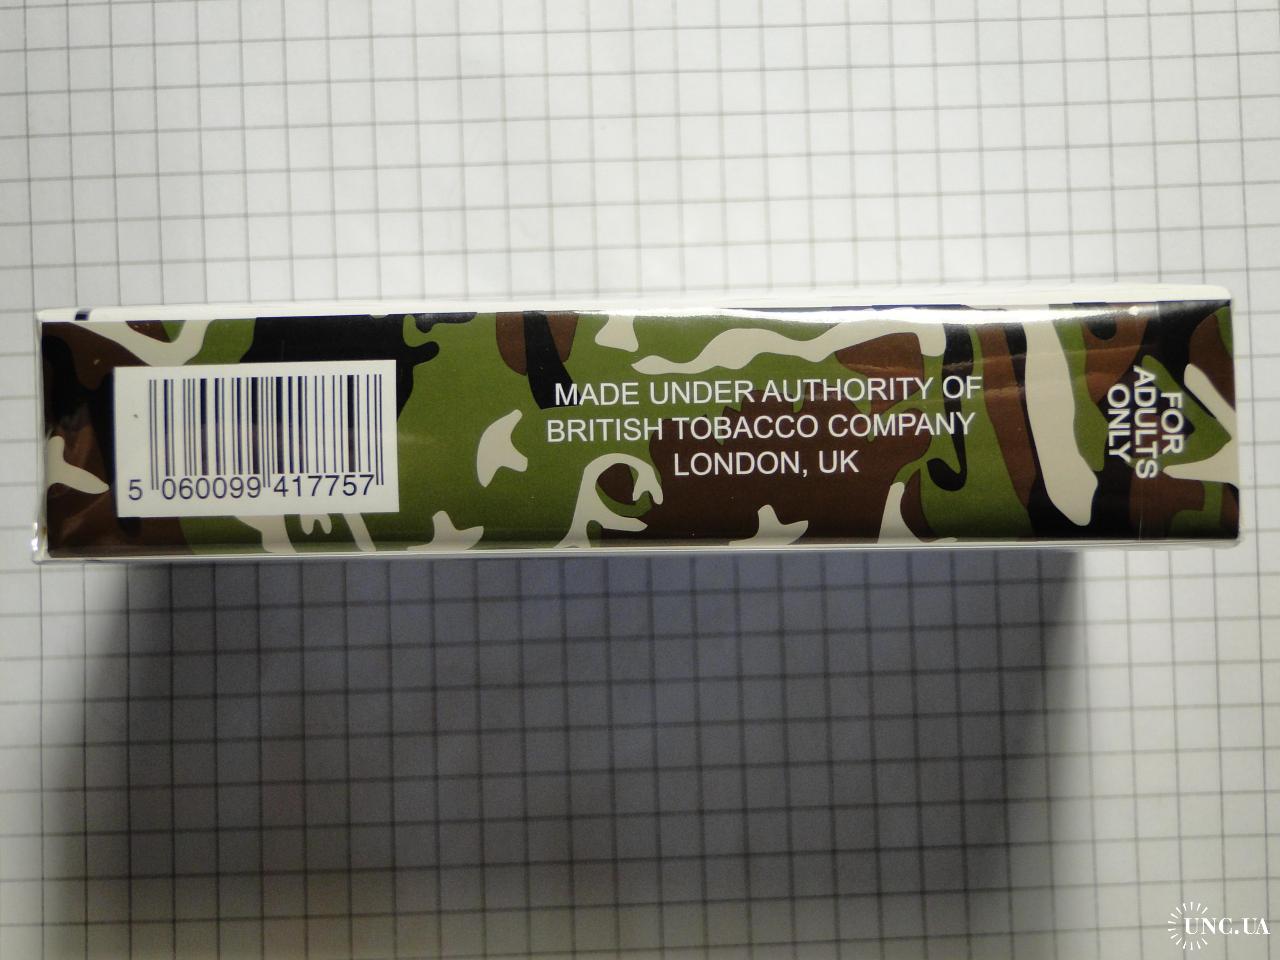 MADE UNDER AUTHORITY OF
BRITISH TOBACCO COMPANY
LONDON, UK
5 060099 417757
FOR
ADULTS
ONLY
UNC.UA